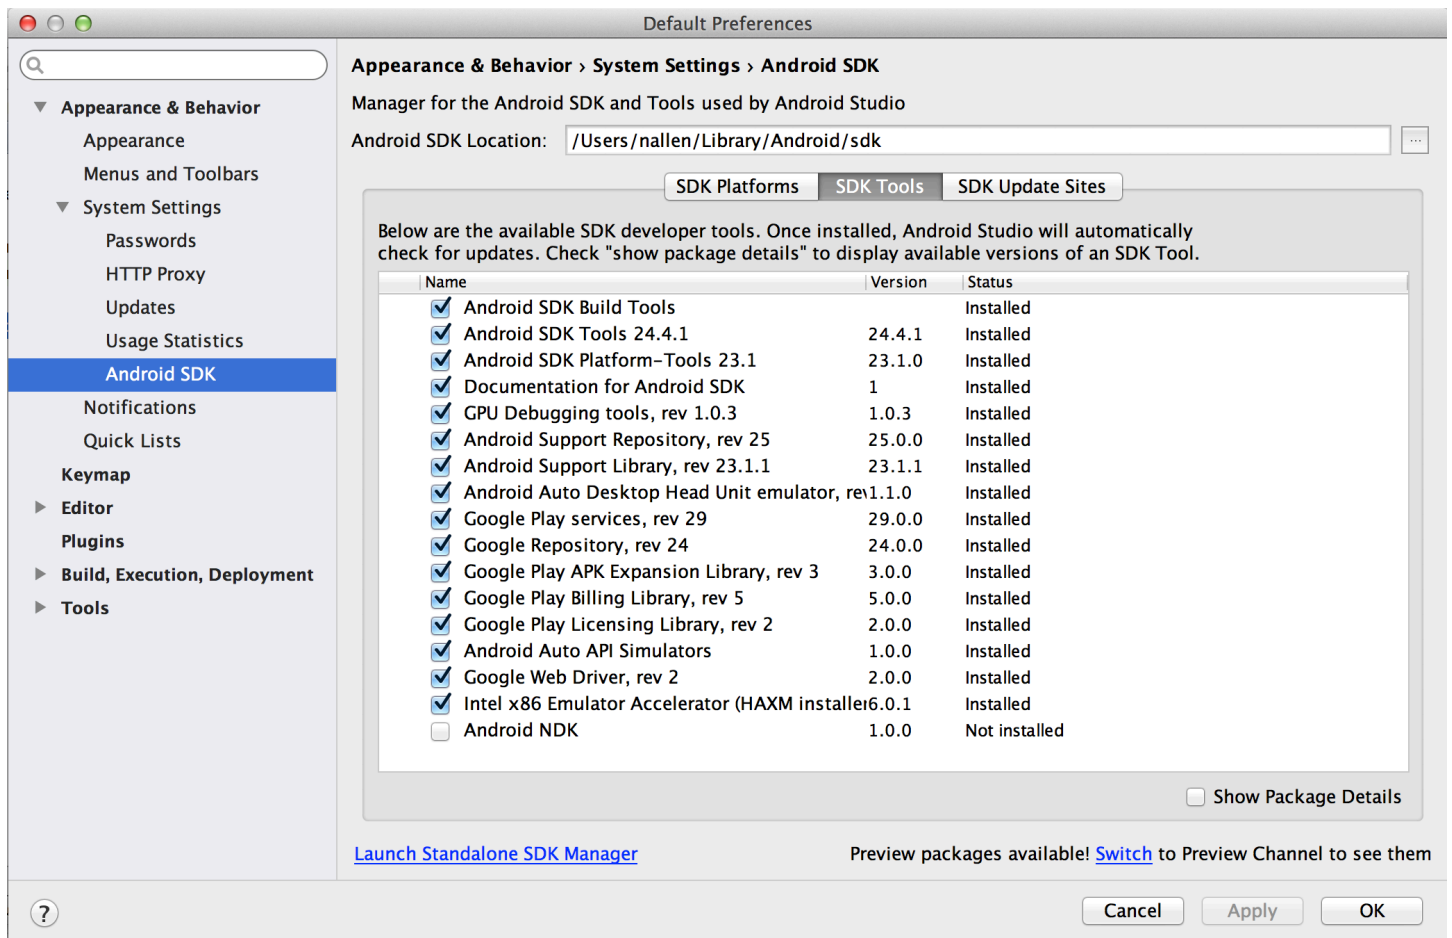 Default Preferences
Appearance & Behavior
Appearance
Menus and Toolbars
System Settings
Passwords
HTTP Proxy
Updates
Usage Statistics
Android SDK
Notifications
Quick Lists
Keymap
Editor
Plugins
Build, Execution, Deployment
Tools
Appearance & Behavior › System Settings › Android SDK
Manager for the Android SDK and Tools used by Android Studio
Android SDK Location: /Users/nallen/Library/Android/sdk ...
SDK Platforms SDK Tools SDK Update Sites
Below are the available SDK developer tools. Once installed, Android Studio will automatically
check for updates. Check "show package details" to display available versions of an SDK Tool.
Name Version Status
Android SDK Build Tools Installed
Android SDK Tools 24.4.1 24.4.1 Installed
Android SDK Platform-Tools 23.1 23.1.0 Installed
Documentation for Android SDK 1 Installed
GPU Debugging tools, rev 1.0.3 1.0.3 Installed
Android Support Repository, rev 25 25.0.0 Installed
Android Support Library, rev 23.1.1 23.1.1 Installed
Android Auto Desktop Head Unit emulator, rev 1.1.0 Installed
Google Play services, rev 29 29.0.0 Installed
Google Repository, rev 24 24.0.0 Installed
Google Play APK Expansion Library, rev 3 3.0.0 Installed
Google Play Billing Library, rev 5 5.0.0 Installed
Google Play Licensing Library, rev 2 2.0.0 Installed
Android Auto API Simulators 1.0.0 Installed
Google Web Driver, rev 2 2.0.0 Installed
Intel x86 Emulator Accelerator (HAXM installer 6.0.1 Installed
Android NDK 1.0.0 Not installed
Show Package Details
Launch Standalone SDK Manager
Preview packages available! Switch to Preview Channel to see them
? Cancel Apply OK